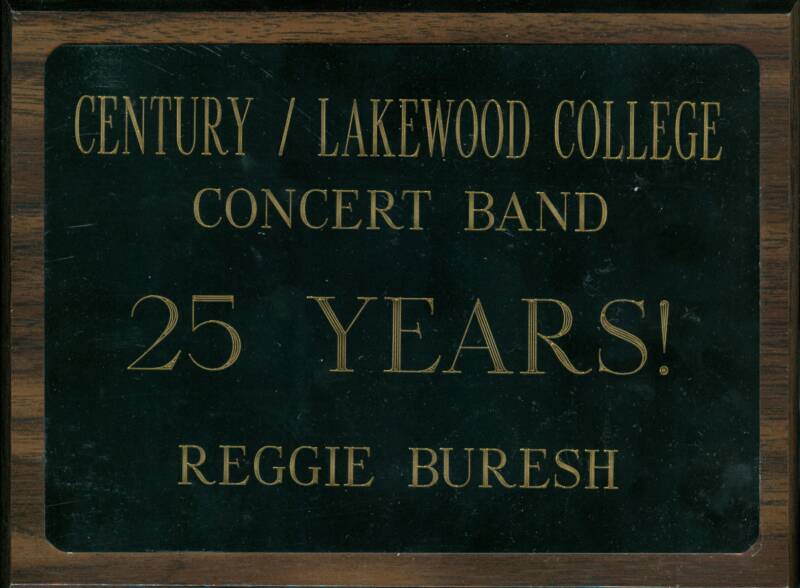 CENTURY / LAKEWOOD COLLEGE
CONCERT BAND
25 YEARS!
REGGIE BURESH